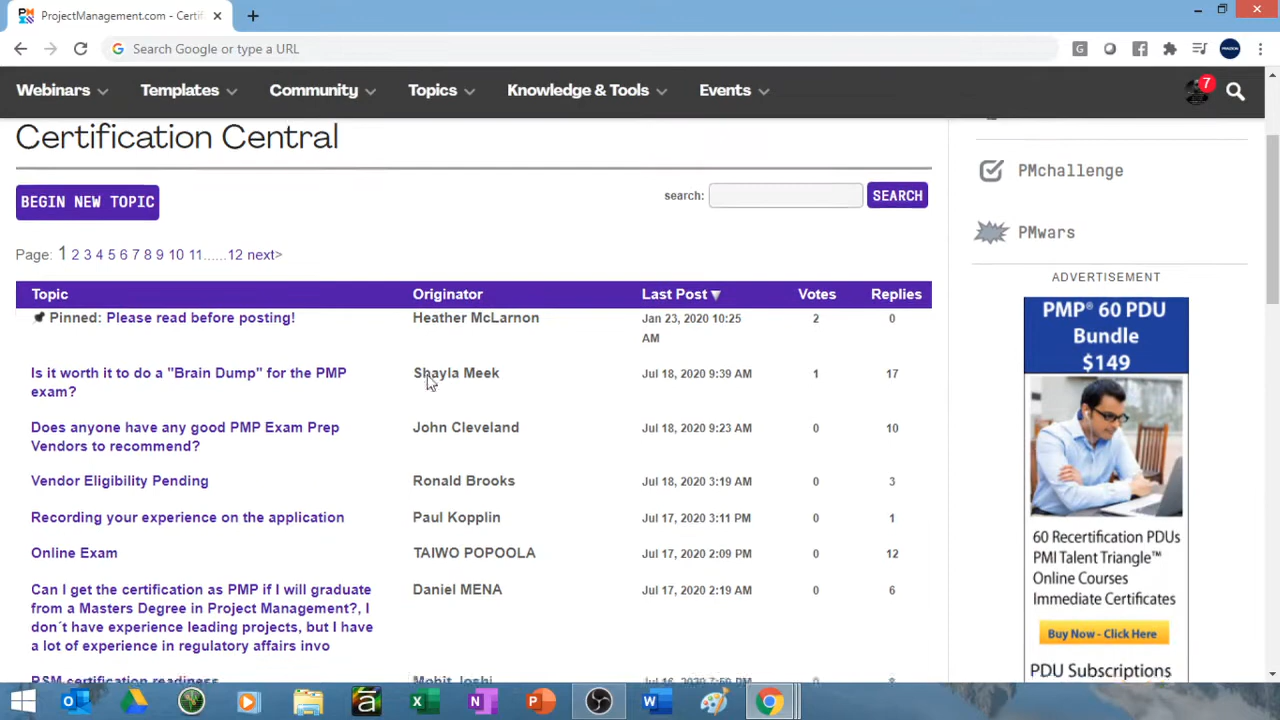 ProjectManagement.com - Certif
Search Google or type a URL
Webinars Templates Community Topics Knowledge & Tools Events 7
Certification Central
BEGIN NEW TOPIC
search: SEARCH
Page: 1 2 3 4 5 6 7 8 9 10 11......12 next>
Topic Originator Last Post Votes Replies
Pinned: Please read before posting! Heather McLarnon Jan 23, 2020 10:25 2 0
AM
Is it worth it to do a "Brain Dump" for the PMP Shayla Meek Jul 18, 2020 9:39 AM 1 17
exam?
Does anyone have any good PMP Exam Prep John Cleveland Jul 18, 2020 9:23 AM 0 10
Vendors to recommend?
Vendor Eligibility Pending Ronald Brooks Jul 18, 2020 3:19 AM 0 3
Recording your experience on the application Paul Kopplin Jul 17, 2020 3:11 PM 0 1
Online Exam TAIWO POPOOLA Jul 17, 2020 2:09 PM 0 12
Can I get the certification as PMP if I will graduate Daniel MENA Jul 17, 2020 2:19 AM 0 6
from a Masters Degree in Project Management?, I
don´t have experience leading projects, but I have
a lot of experience in regulatory affairs invo
PMchallenge
PMwars
ADVERTISEMENT
PMP® 60 PDU
Bundle
$149
60 Recertification PDUs
PMI Talent Triangle™
Online Courses
Immediate Certificates
Buy Now - Click Here
PDU Subscriptions